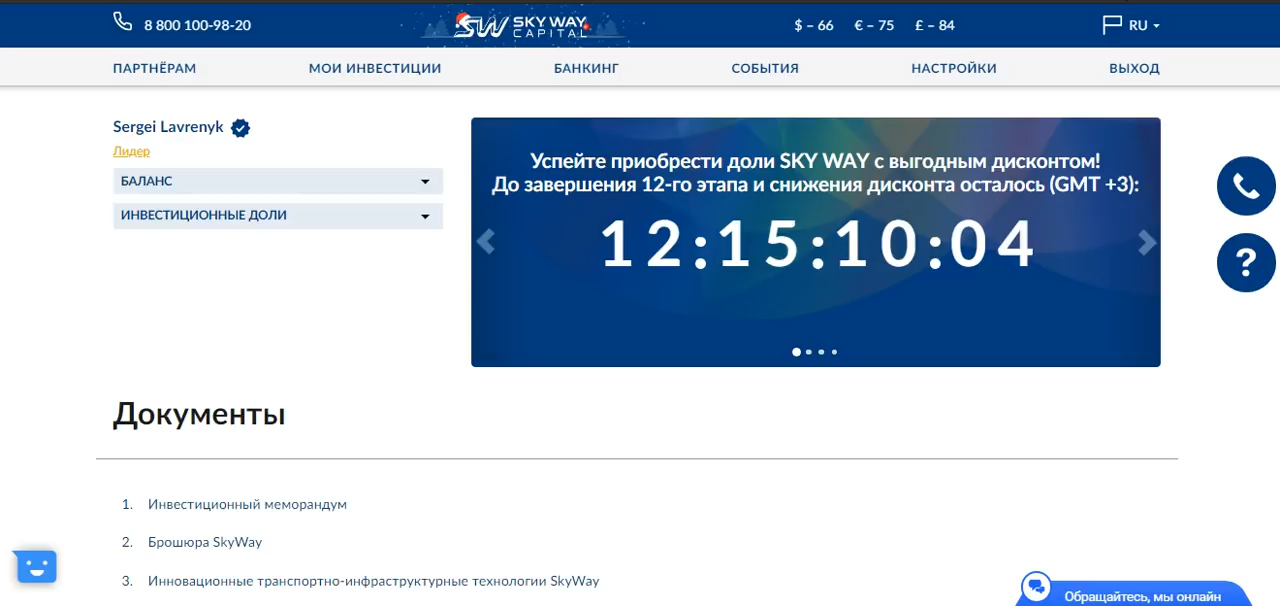 8 800 100-98-20
SW SKY WAY
CAPITAL
$ – 66 € – 75 £ – 84
RU
ПАРТНЁРАМ МОИ ИНВЕСТИЦИИ БАНКИНГ СОБЫТИЯ НАСТРОЙКИ ВЫХОД
Sergei Lavrenyk
Лидер
БАЛАНС
ИНВЕСТИЦИОННЫЕ ДОЛИ
Успейте приобрести доли SKY WAY с выгодным дисконтом!
До завершения 12-го этапа и снижения дисконта осталось (GMT +3):
12:15:10:04
?
Документы
1. Инвестиционный меморандум
2. Брошюра SkyWay
3. Инновационные транспортно-инфраструктурные технологии SkyWay
Обращайтесь, мы онлайн